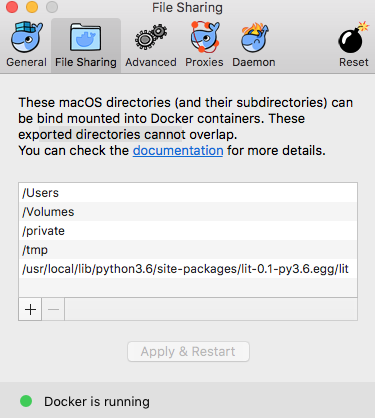 File Sharing
General File Sharing Advanced Proxies Daemon Reset
These macOS directories (and their subdirectories) can
be bind mounted into Docker containers. These
exported directories cannot overlap.
You can check the documentation for more details.
/Users
/Volumes
/private
/tmp
/usr/local/lib/python3.6/site-packages/lit-0.1-py3.6.egg/lit
Apply & Restart
Docker is running